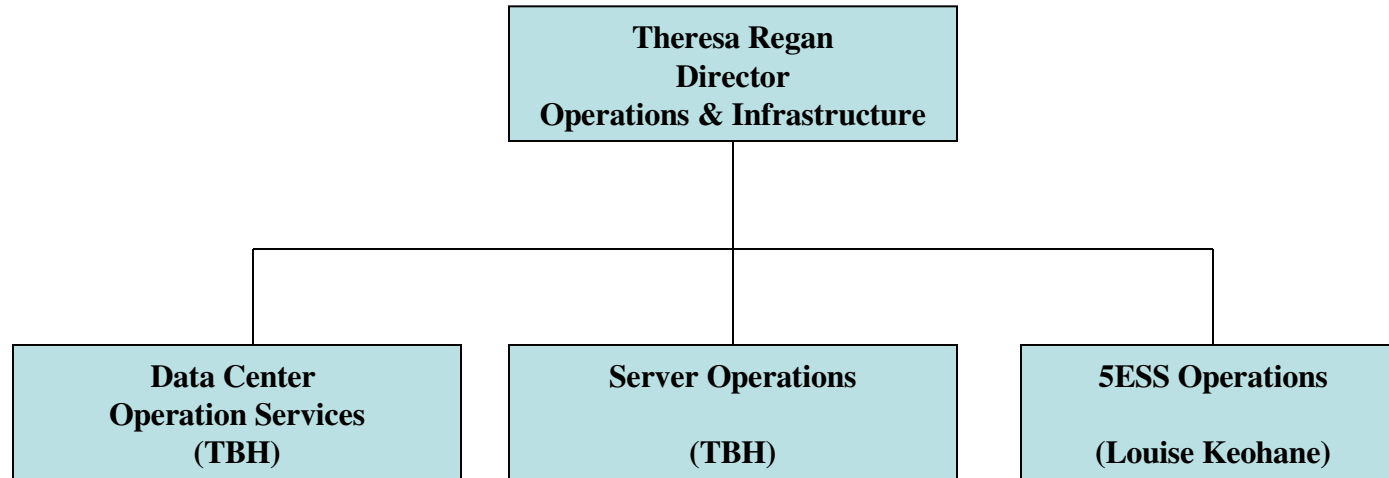 Theresa Regan
Director
Operations & Infrastructure
Data Center
Operation Services
(TBH)
Server Operations
(TBH)
5ESS Operations
(Louise Keohane)